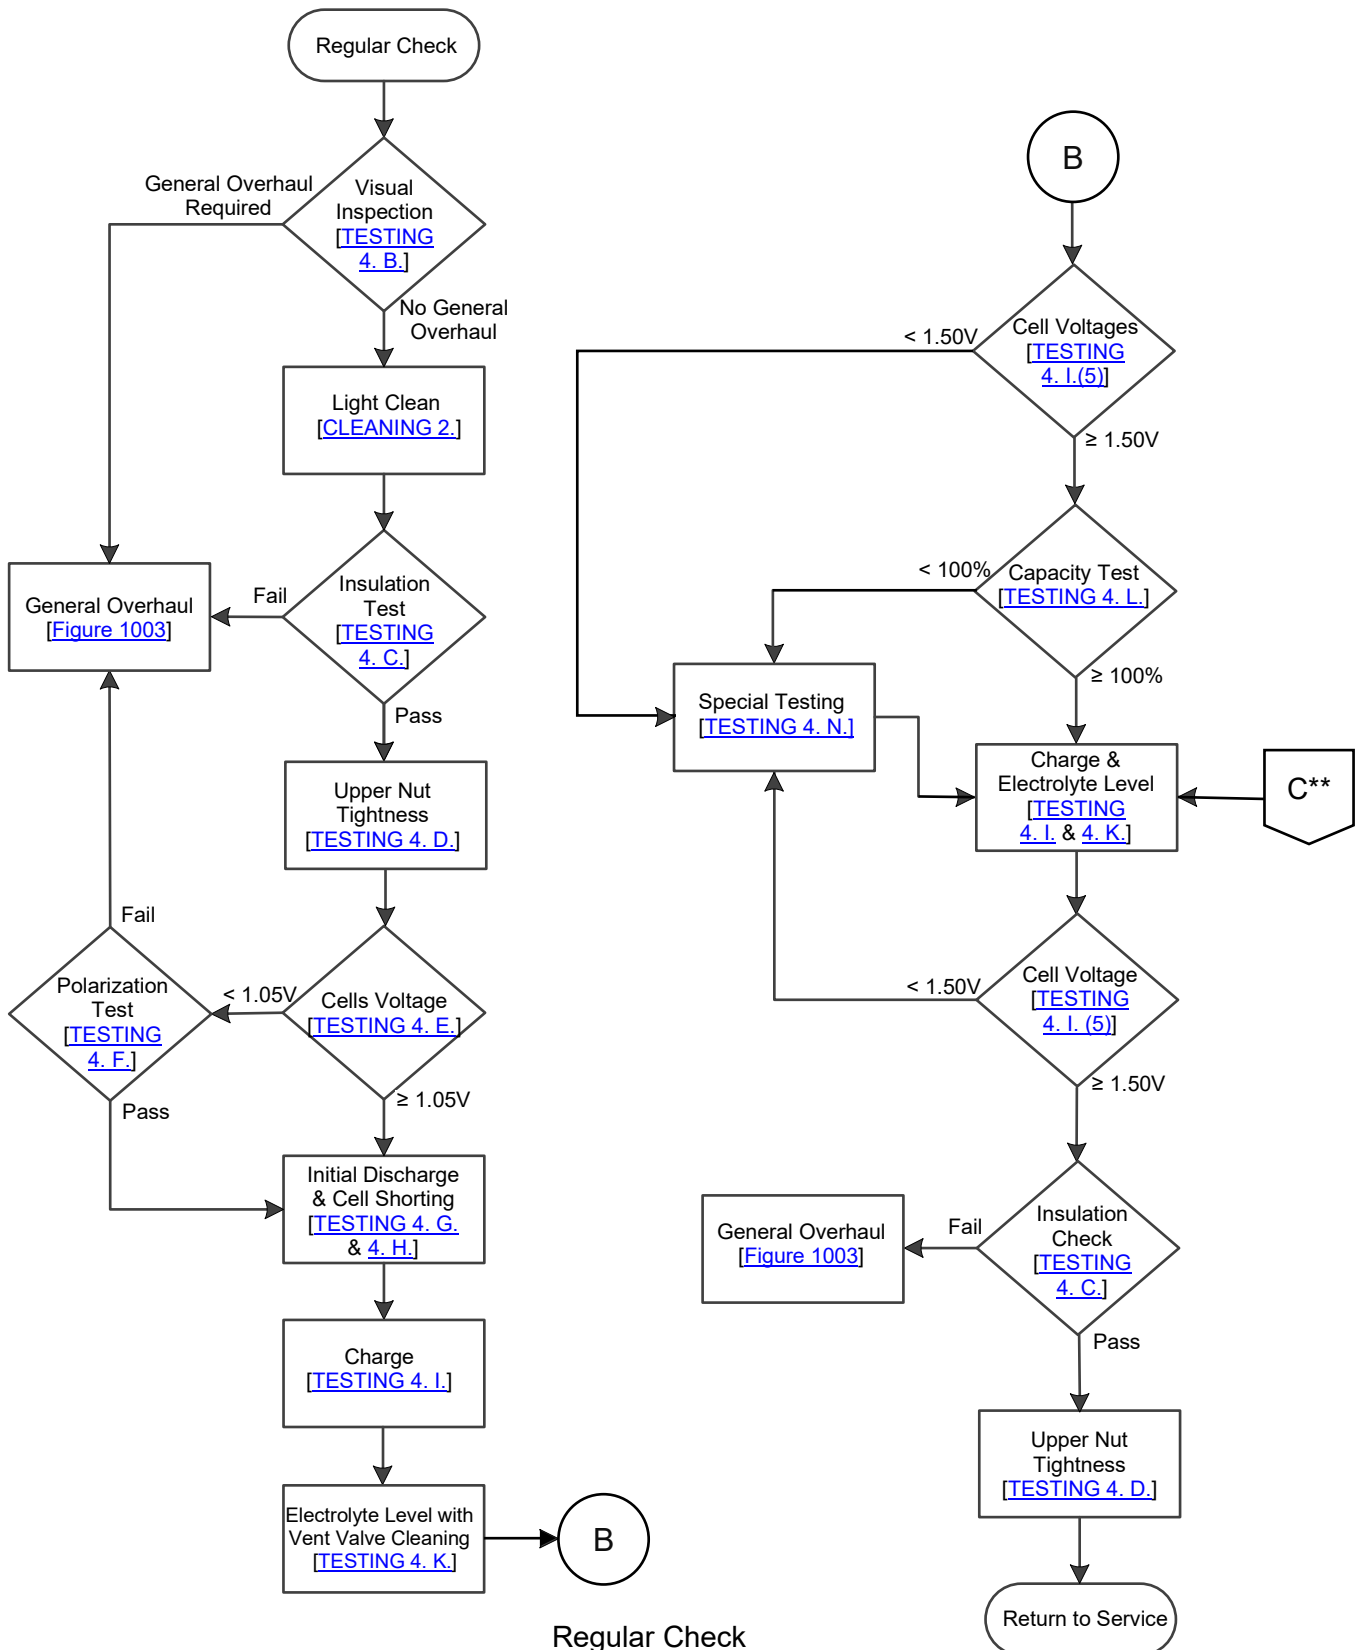 Regular Check
General Overhaul
Required
Visual
Inspection
[TESTING
4. B.]
No General
Overhaul
Light Clean
[CLEANING 2.]
General Overhaul
[Figure 1003]
Fail
Insulation
Test
[TESTING
4. C.]
Pass
Upper Nut
Tightness
[TESTING 4. D.]
Fail
Polarization
Test
[TESTING
4. F.]
< 1.05V
Cells Voltage
[TESTING 4. E.]
Pass
≥ 1.05V
Initial Discharge
& Cell Shorting
[TESTING 4. G.
& 4. H.]
Charge
[TESTING 4. I.]
Electrolyte Level with
Vent Valve Cleaning
[TESTING 4. K.]
B
B
< 1.50V
Cell Voltages
[TESTING
4. I.(5)]
≥ 1.50V
< 100%
Capacity Test
[TESTING 4. L.]
≥ 100%
Special Testing
[TESTING 4. N.]
Charge &
Electrolyte Level
[TESTING
4. I. & 4. K.]
C**
< 1.50V
Cell Voltage
[TESTING
4. I. (5)]
≥ 1.50V
General Overhaul
[Figure 1003]
Fail
Insulation
Check
[TESTING
4. C.]
Pass
Upper Nut
Tightness
[TESTING 4. D.]
Return to Service
Regular Check